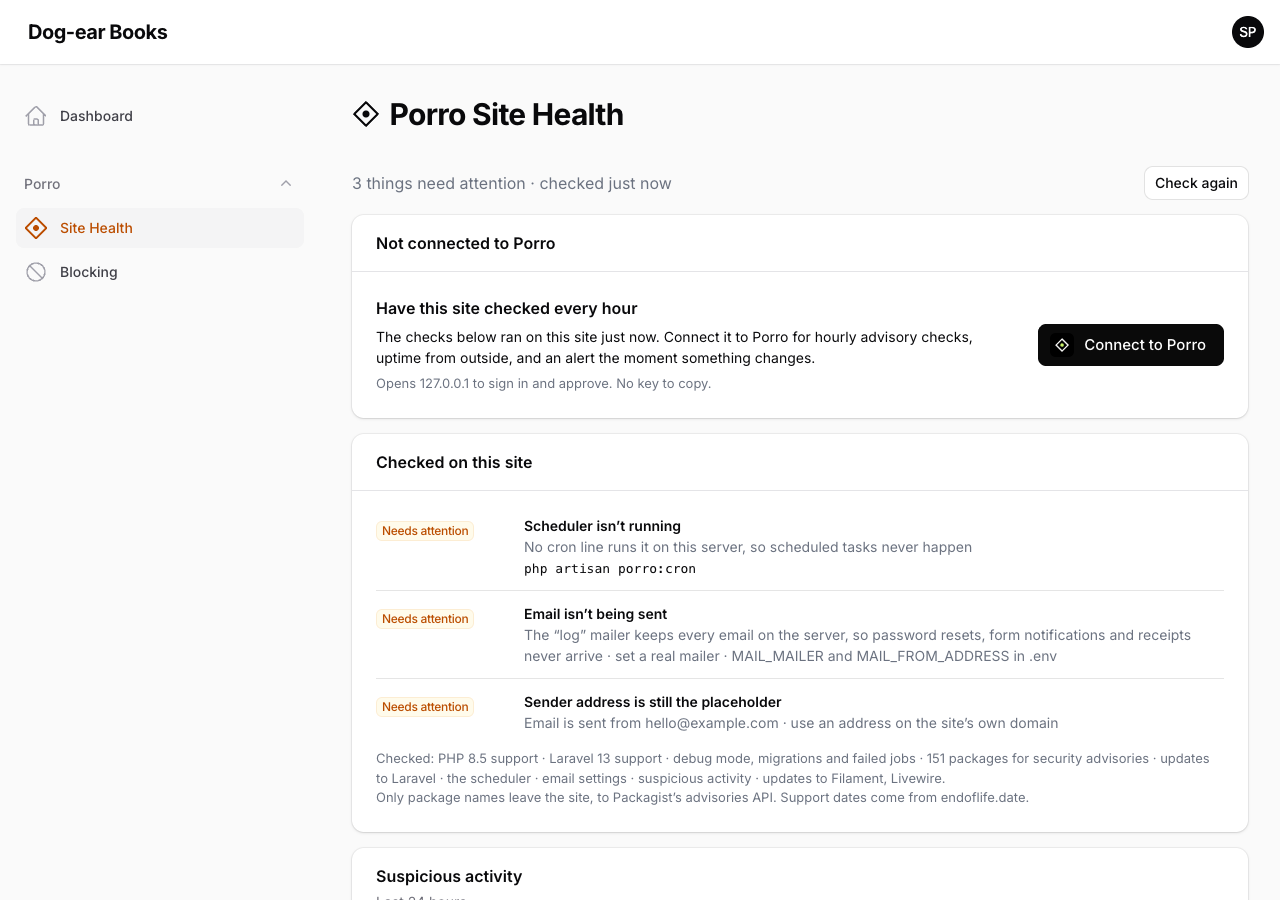 Dog-ear Books
SP
Dashboard
Porro
Site Health
Blocking
Porro Site Health
3 things need attention · checked just now
Check again
Not connected to Porro
Have this site checked every hour
The checks below ran on this site just now. Connect it to Porro for hourly advisory checks,
uptime from outside, and an alert the moment something changes.
Opens 127.0.0.1 to sign in and approve. No key to copy.
Connect to Porro
Checked on this site
Needs attention
Scheduler isn’t running
No cron line runs it on this server, so scheduled tasks never happen
php artisan porro:cron
Needs attention
Email isn’t being sent
The “log” mailer keeps every email on the server, so password resets, form notifications and receipts
never arrive · set a real mailer · MAIL_MAILER and MAIL_FROM_ADDRESS in .env
Needs attention
Sender address is still the placeholder
Email is sent from hello@example.com · use an address on the site’s own domain
Checked: PHP 8.5 support · Laravel 13 support · debug mode, migrations and failed jobs · 151 packages for security advisories · updates
to Laravel · the scheduler · email settings · suspicious activity · updates to Filament, Livewire.
Only package names leave the site, to Packagist’s advisories API. Support dates come from endoflife.date.
Suspicious activity
Last 24 hours